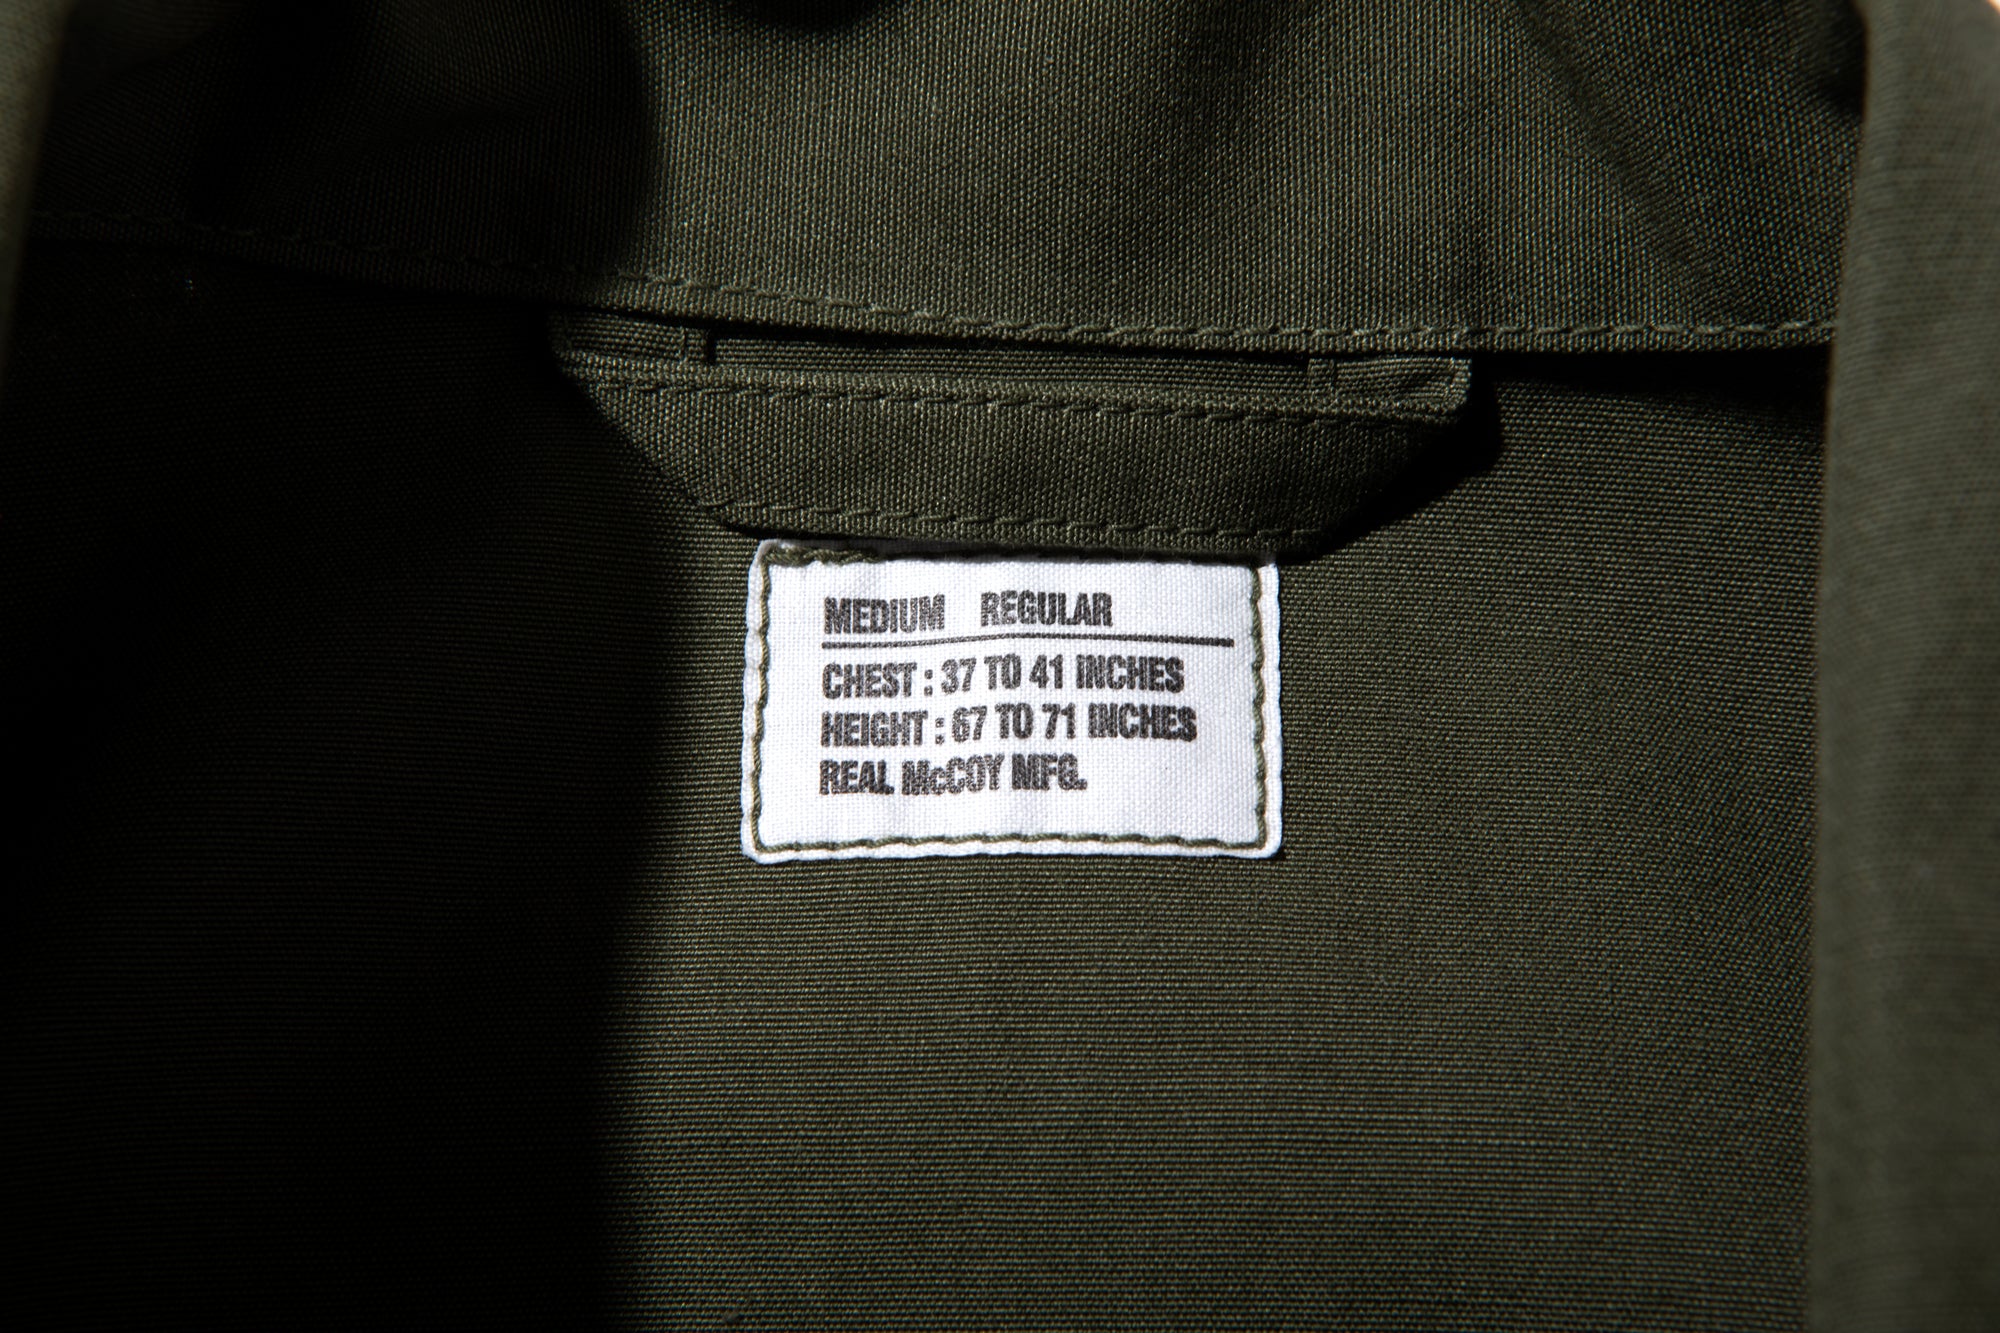 MEDIUM REGULAR
CHEST : 37 TO 41 INCHES
HEIGHT : 67 TO 71 INCHES
REAL McCOY MFG.